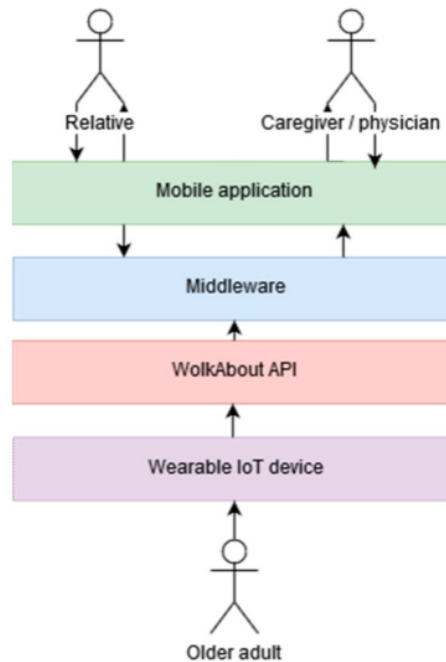 Relative
Caregiver / physician
Mobile application
Middleware
WolkAbout API
Wearable IoT device
Older adult